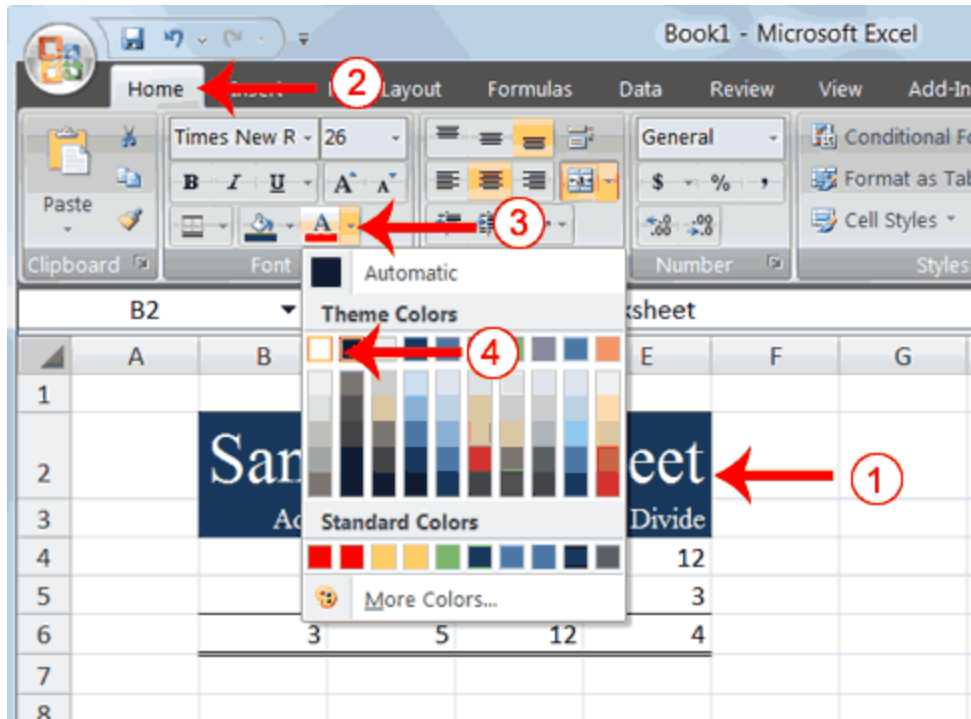 Book1 - Microsoft Excel
Home 2 Layout Formulas Data Review View Add-In
Times New R 26 General Conditional Fo
B I U A A $ % , Format as Tab
Paste A 3 .00 .00 Cell Styles
Clipboard Font Number Styles
Automatic
B2 ksheet
Theme Colors
4
A B E F G
1
2 San eet 1
3 Ad Divide
Standard Colors
4 12
5 3
More Colors...
6 3 5 12 4
7
8